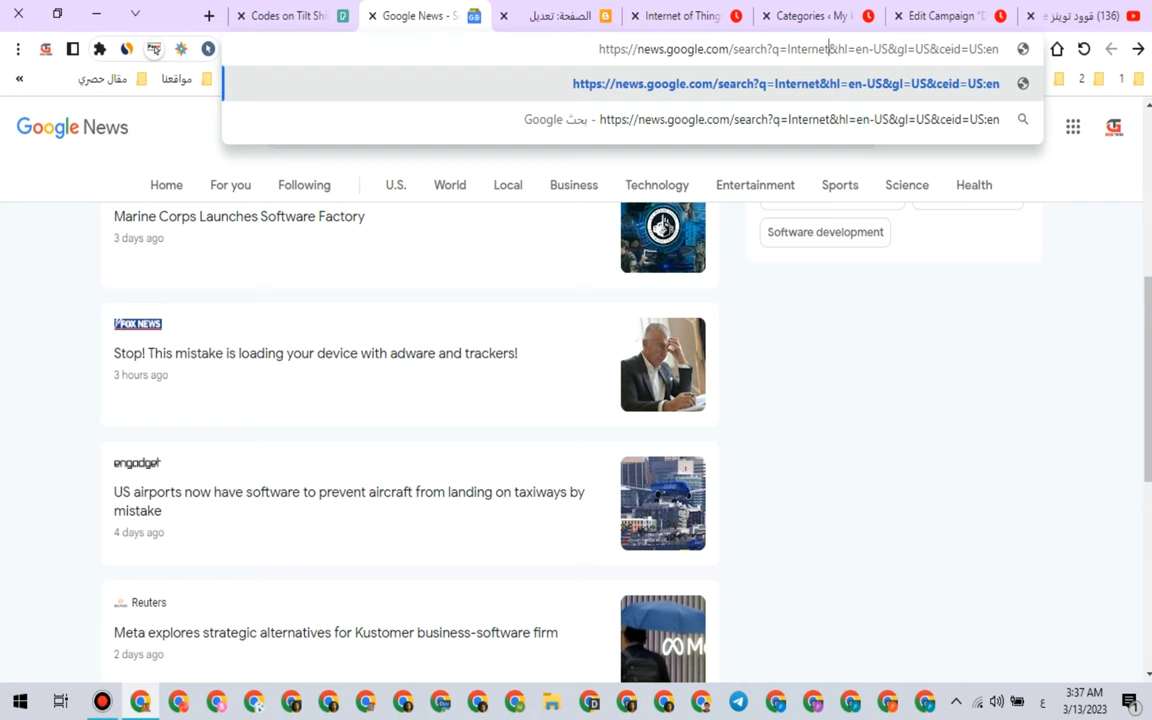 Codes on Tilt Shi
Google News - S
الصفحة: تعديل
Internet of Thing
Categories ‹ My
Edit Campaign "D
(136) قوود توينز
https://news.google.com/search?q=Internet&hl=en-US&gl=US&ceid=US:en
https://news.google.com/search?q=Internet&hl=en-US&gl=US&ceid=US:en
https://news.google.com/search?q=Internet&hl=en-US&gl=US&ceid=US:en - بحث Google
«
مقال حصري
مواقعنا
2
1
Google News
Home For you Following U.S. World Local Business Technology Entertainment Sports Science Health
Marine Corps Launches Software Factory
3 days ago
Software development
FOX NEWS
Stop! This mistake is loading your device with adware and trackers!
3 hours ago
engadget
US airports now have software to prevent aircraft from landing on taxiways by
mistake
4 days ago
Reuters
Meta explores strategic alternatives for Kustomer business-software firm
2 days ago
3:37 AM
ع
3/13/2023